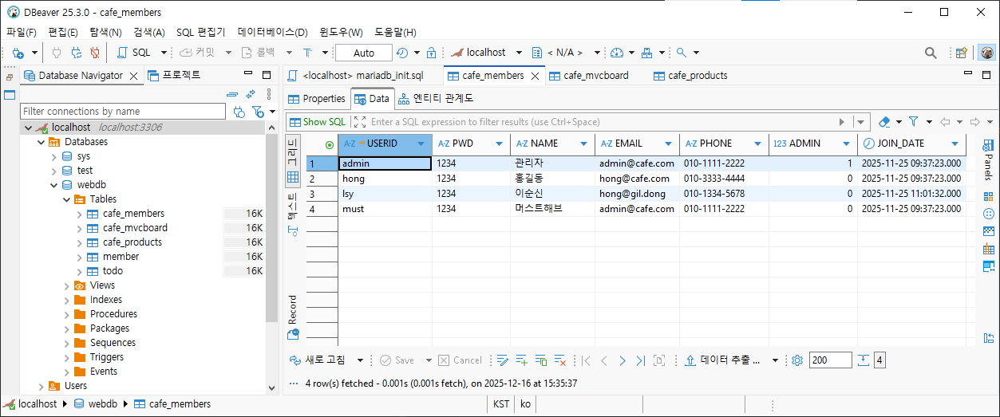 DBeaver 25.3.0 - cafe_members
파일(F) 편집(E) 탐색(N) 검색(A) SQL 편집기 데이터베이스(D) 윈도우(W) 도움말(H)
SQL 커밋 롤백 T Auto localhost < N/A >
Database Navigator 프로젝트
<localhost> mariadb_init.sql cafe_members cafe_mvcboard cafe_products
Filter connections by name
localhost localhost:3306
Databases
sys
test
webdb
Tables
cafe_members 16K
cafe_mvcboard 16K
cafe_products 16K
member 16K
todo 16K
Views
Indexes
Procedures
Packages
Sequences
Triggers
Events
Users
Properties Data 엔티티 관계도
Show SQL Enter a SQL expression to filter results (use Ctrl+Space)
그리드
텍스트
Record
A-Z USERID A-Z PWD A-Z NAME A-Z EMAIL A-Z PHONE 123 ADMIN JOIN_DATE
1 admin 1234 관리자 admin@cafe.com 010-1111-2222 1 2025-11-25 09:37:23.000
2 hong 1234 홍길동 hong@cafe.com 010-3333-4444 0 2025-11-25 09:37:23.000
3 lsy 1234 이순신 hong@gil.dong 010-1334-5678 0 2025-11-25 11:01:32.000
4 must 1234 머스트해브 admin@cafe.com 010-1111-2222 0 2025-11-25 09:37:23.000
Panels
새로 고침 Save Cancel 데이터 추출 ... 200 4
4 row(s) fetched - 0.001s (0.001s fetch), on 2025-12-16 at 15:35:37
localhost webdb cafe_members KST ko